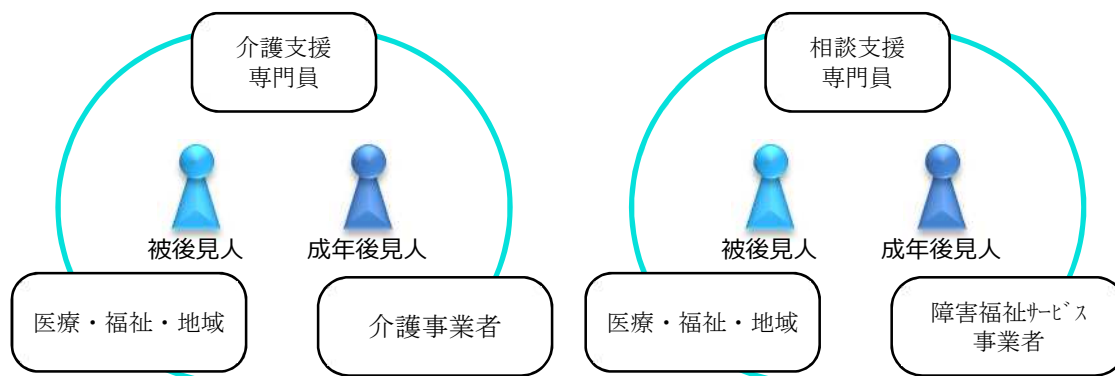 介護支援
専門員
被後見人
成年後見人
医療・福祉・地域
介護事業者
相談支援
専門員
被後見人
成年後見人
医療・福祉・地域
障害福祉ｻｰﾋﾞｽ
事業者